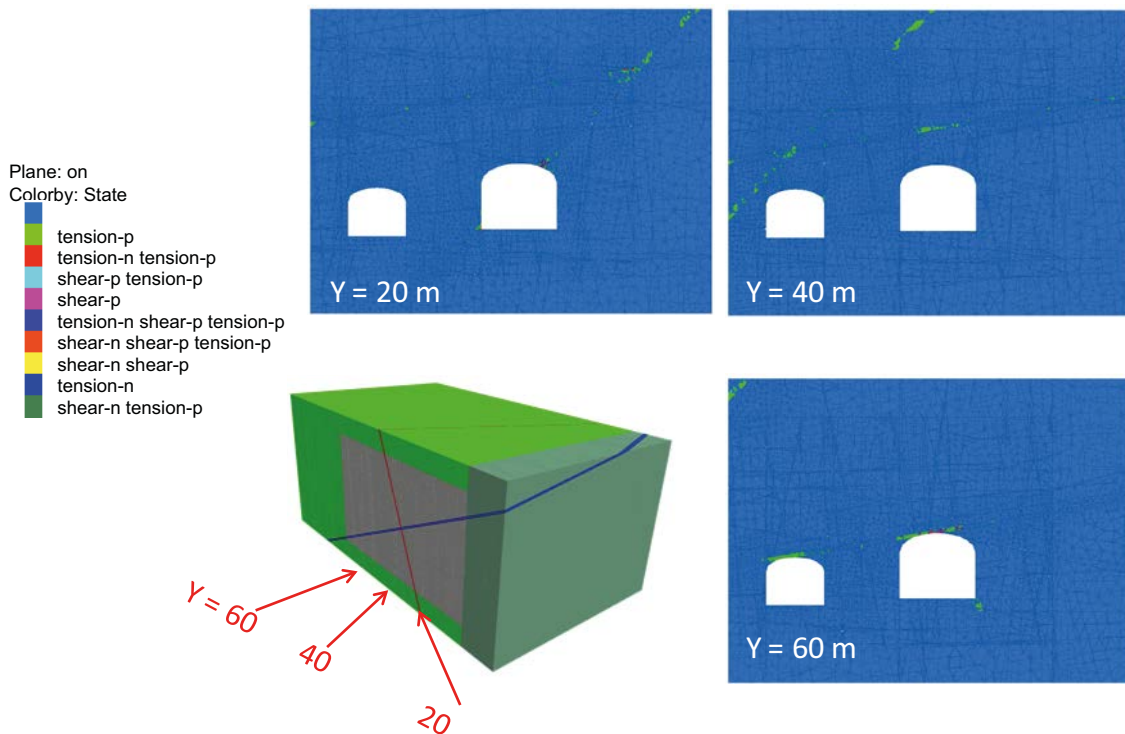 Plane: on
Colorby: State
tension-p
tension-n tension-p
shear-p tension-p
shear-p
tension-n shear-p tension-p
shear-n shear-p tension-p
shear-n shear-p
tension-n
shear-n tension-p
Y = 20 m
Y = 40 m
Y = 60
40
20
Y = 60 m